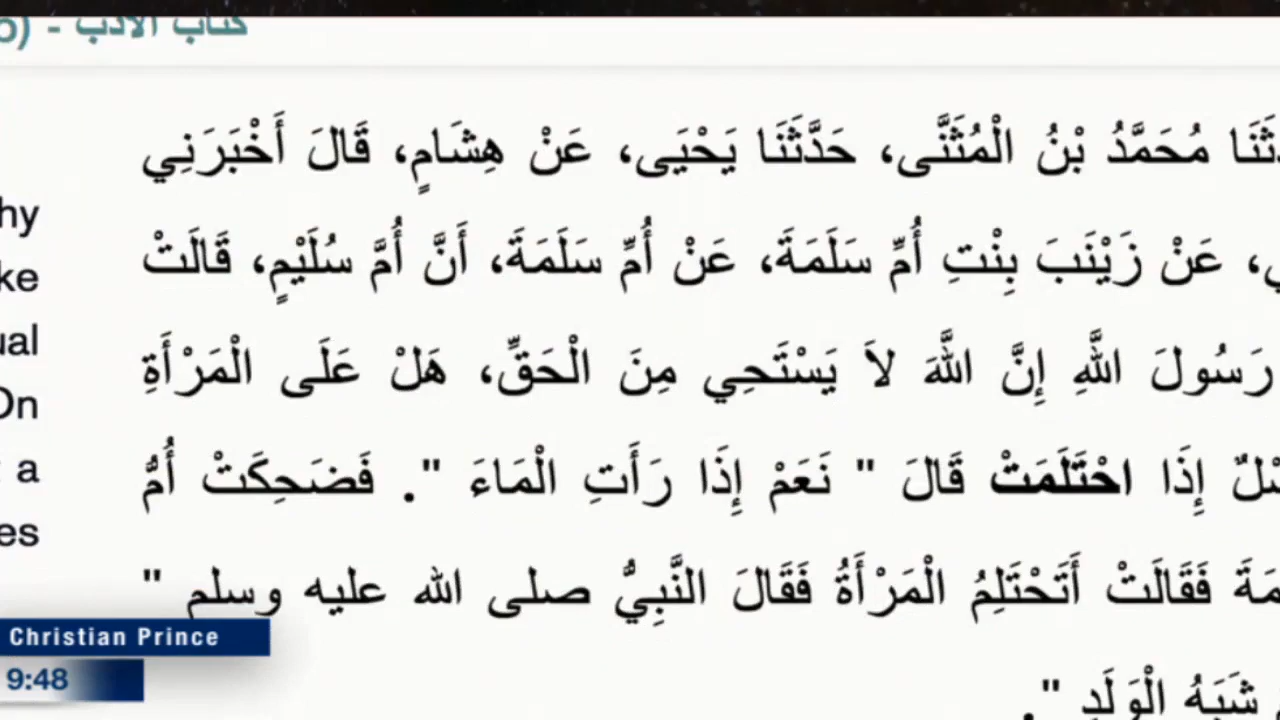 كتاب الأدب - (
حَدَّثَنَا مُحَمَّدُ بْنُ الْمُثَنَّى، حَدَّثَنَا يَحْيَى، عَنْ هِشَامٍ، قَالَ أَخْبَرَنِي
hy
، عَنْ زَيْنَبَ بِنْتِ أُمِّ سَلَمَةَ، عَنْ أُمِّ سَلَمَةَ، أَنَّ أُمَّ سُلَيْمٍ، قَالَتْ
ke
رَسُولَ اللَّهِ إِنَّ اللَّهَ لاَ يَسْتَحِي مِنَ الْحَقِّ، هَلْ عَلَى الْمَرْأَةِ
ual
On
إِذَا احْتَلَمَتْ قَالَ " نَعَمْ إِذَا رَأَتِ الْمَاءَ ". فَضَحِكَتْ أُمُّ
a
es
مَةَ فَقَالَتْ أَتَحْتَلِمُ الْمَرْأَةُ فَقَالَ النَّبِيُّ صلى الله عليه وسلم "
Christian Prince
9:48
شَبَهُ الْوَلَدِ ".